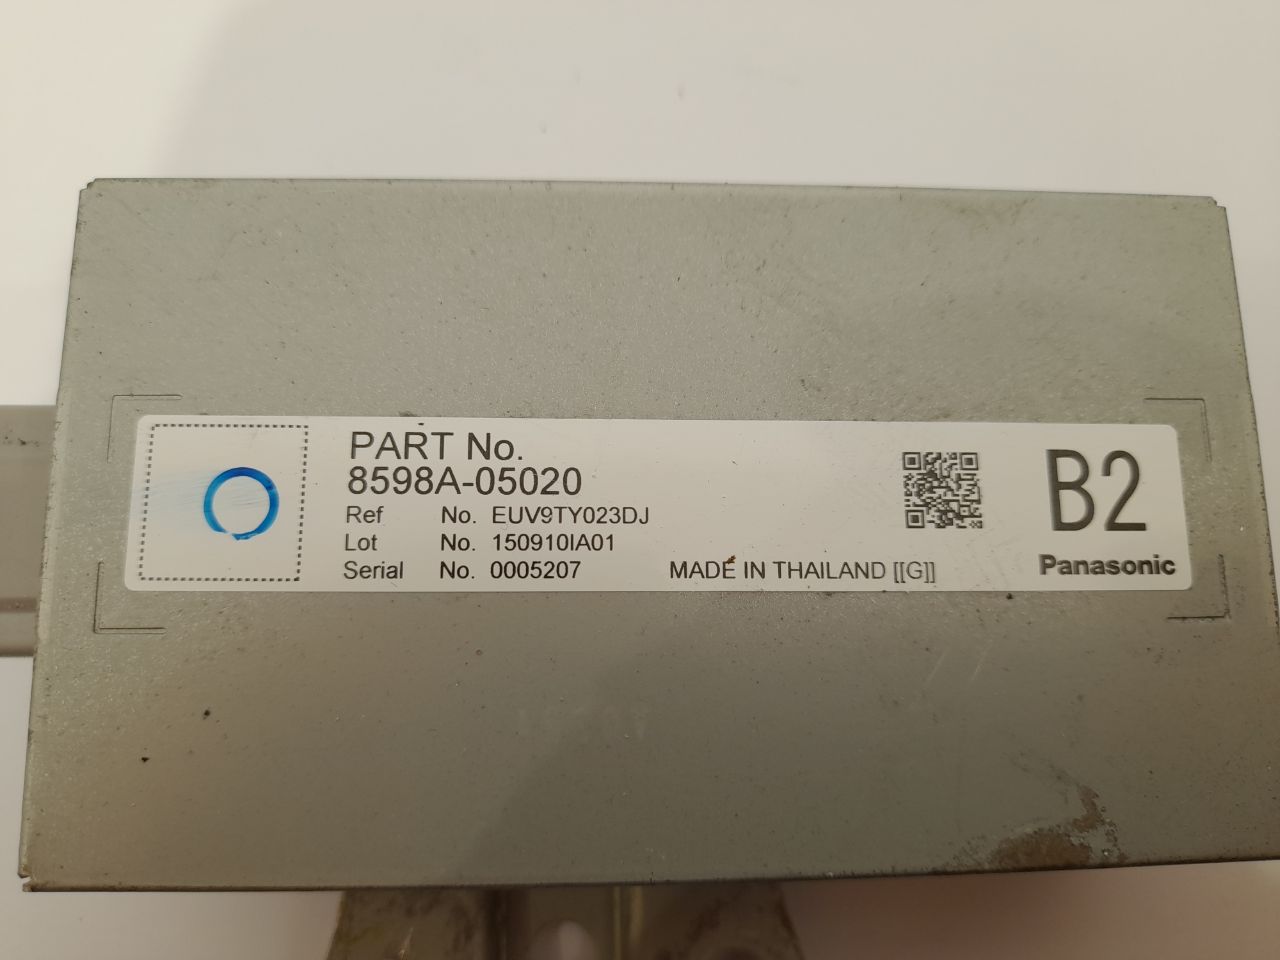 PART No.
8598A-05020
Ref No. EUV9TY023DJ
Lot No. 150910IA01
Serial No. 0005207
MADE IN THAILAND [[G]]
B2
Panasonic